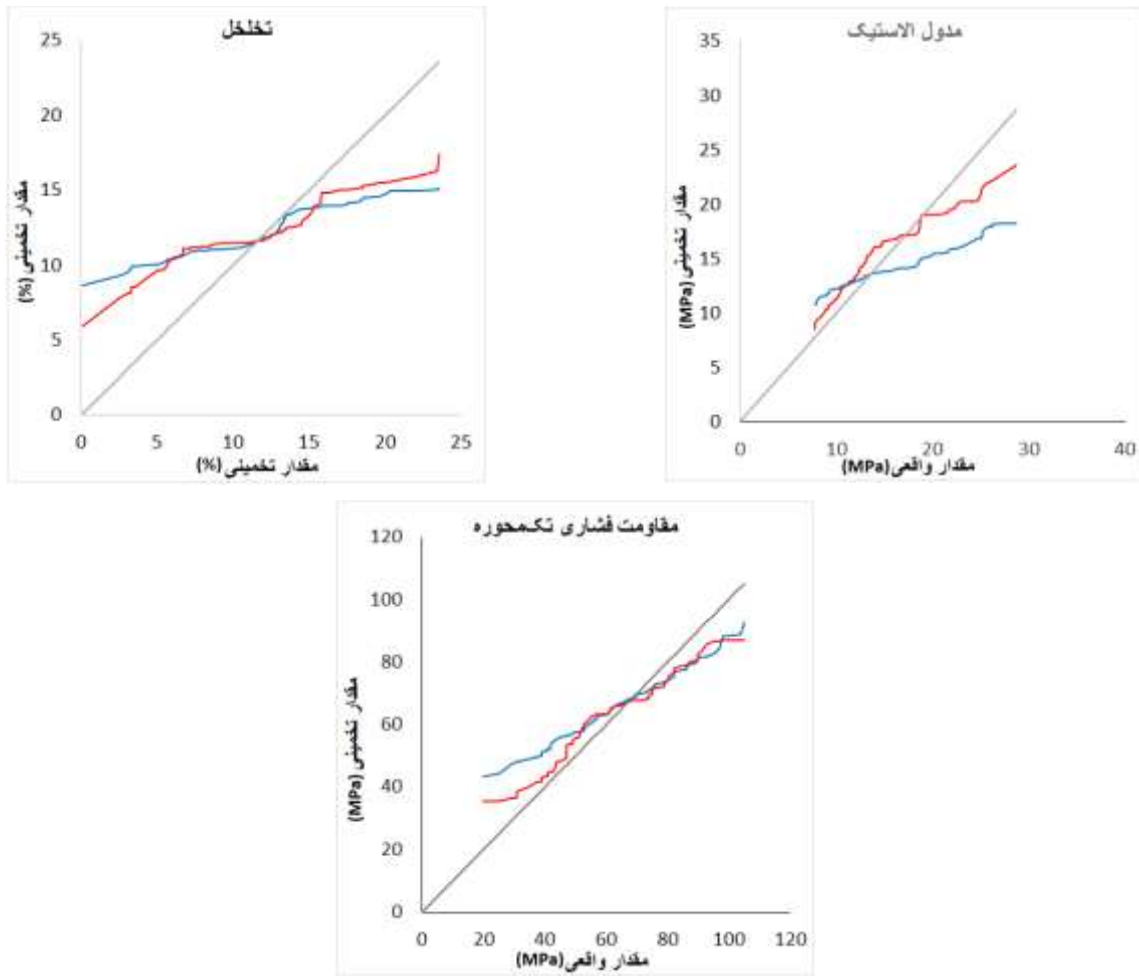 تخلخل
25
20
15
10
5
0
مقدار تخمینی (%)
0 5 10 15 20 25
مقدار تخمینی (%)
مدول الاستیک
35
30
25
20
15
10
5
0
مقدار تخمینی (MPa)
0 10 20 30 40
مقدار واقعی (MPa)
مقاومت فشاری تک‌محوره
120
100
80
60
40
20
0
مقدار تخمینی (MPa)
0 20 40 60 80 100 120
مقدار واقعی (MPa)